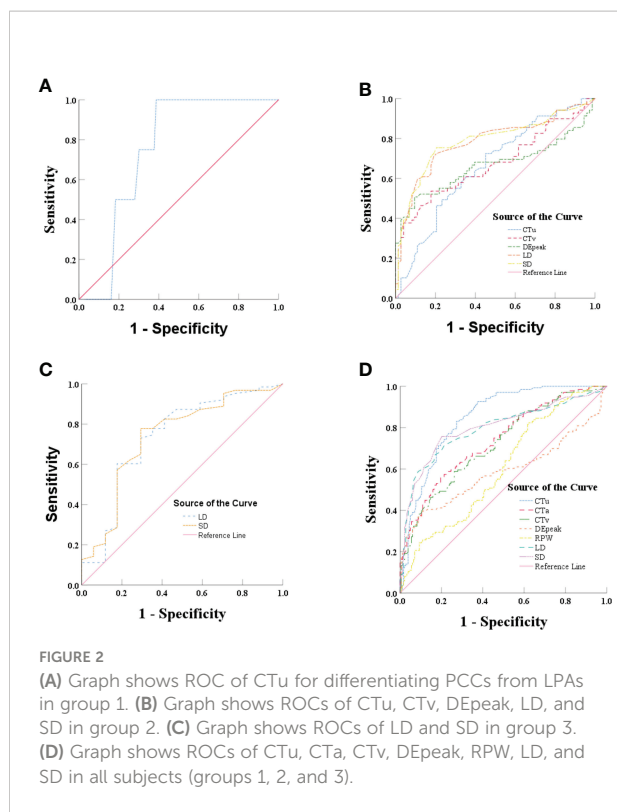 A
B
1.0
0.8
0.6
0.4
0.2
0.0
Sensitivity
0.0 0.2 0.4 0.6 0.8 1.0
1 - Specificity
1.0
0.8
0.6
0.4
0.2
0.0
Sensitivity
Source of the Curve
CTu
CTv
DEpeak
LD
SD
Reference Line
0.0 0.2 0.4 0.6 0.8 1.0
1 - Specificity
C
D
1.0
0.8
0.6
0.4
0.2
0.0
Sensitivity
Source of the Curve
LD
SD
Reference Line
0.0 0.2 0.4 0.6 0.8 1.0
1 - Specificity
1.0
0.8
0.6
0.4
0.2
0.0
Sensitivity
Source of the Curve
CTu
CTa
CTv
DEpeak
RPW
LD
SD
Reference Line
0.0 0.2 0.4 0.6 0.8 1.0
1 - Specificity
FIGURE 2
(A) Graph shows ROC of CTu for differentiating PCCs from LPAs
in group 1. (B) Graph shows ROCs of CTu, CTv, DEpeak, LD, and
SD in group 2. (C) Graph shows ROCs of LD and SD in group 3.
(D) Graph shows ROCs of CTu, CTa, CTv, DEpeak, RPW, LD, and
SD in all subjects (groups 1, 2, and 3).